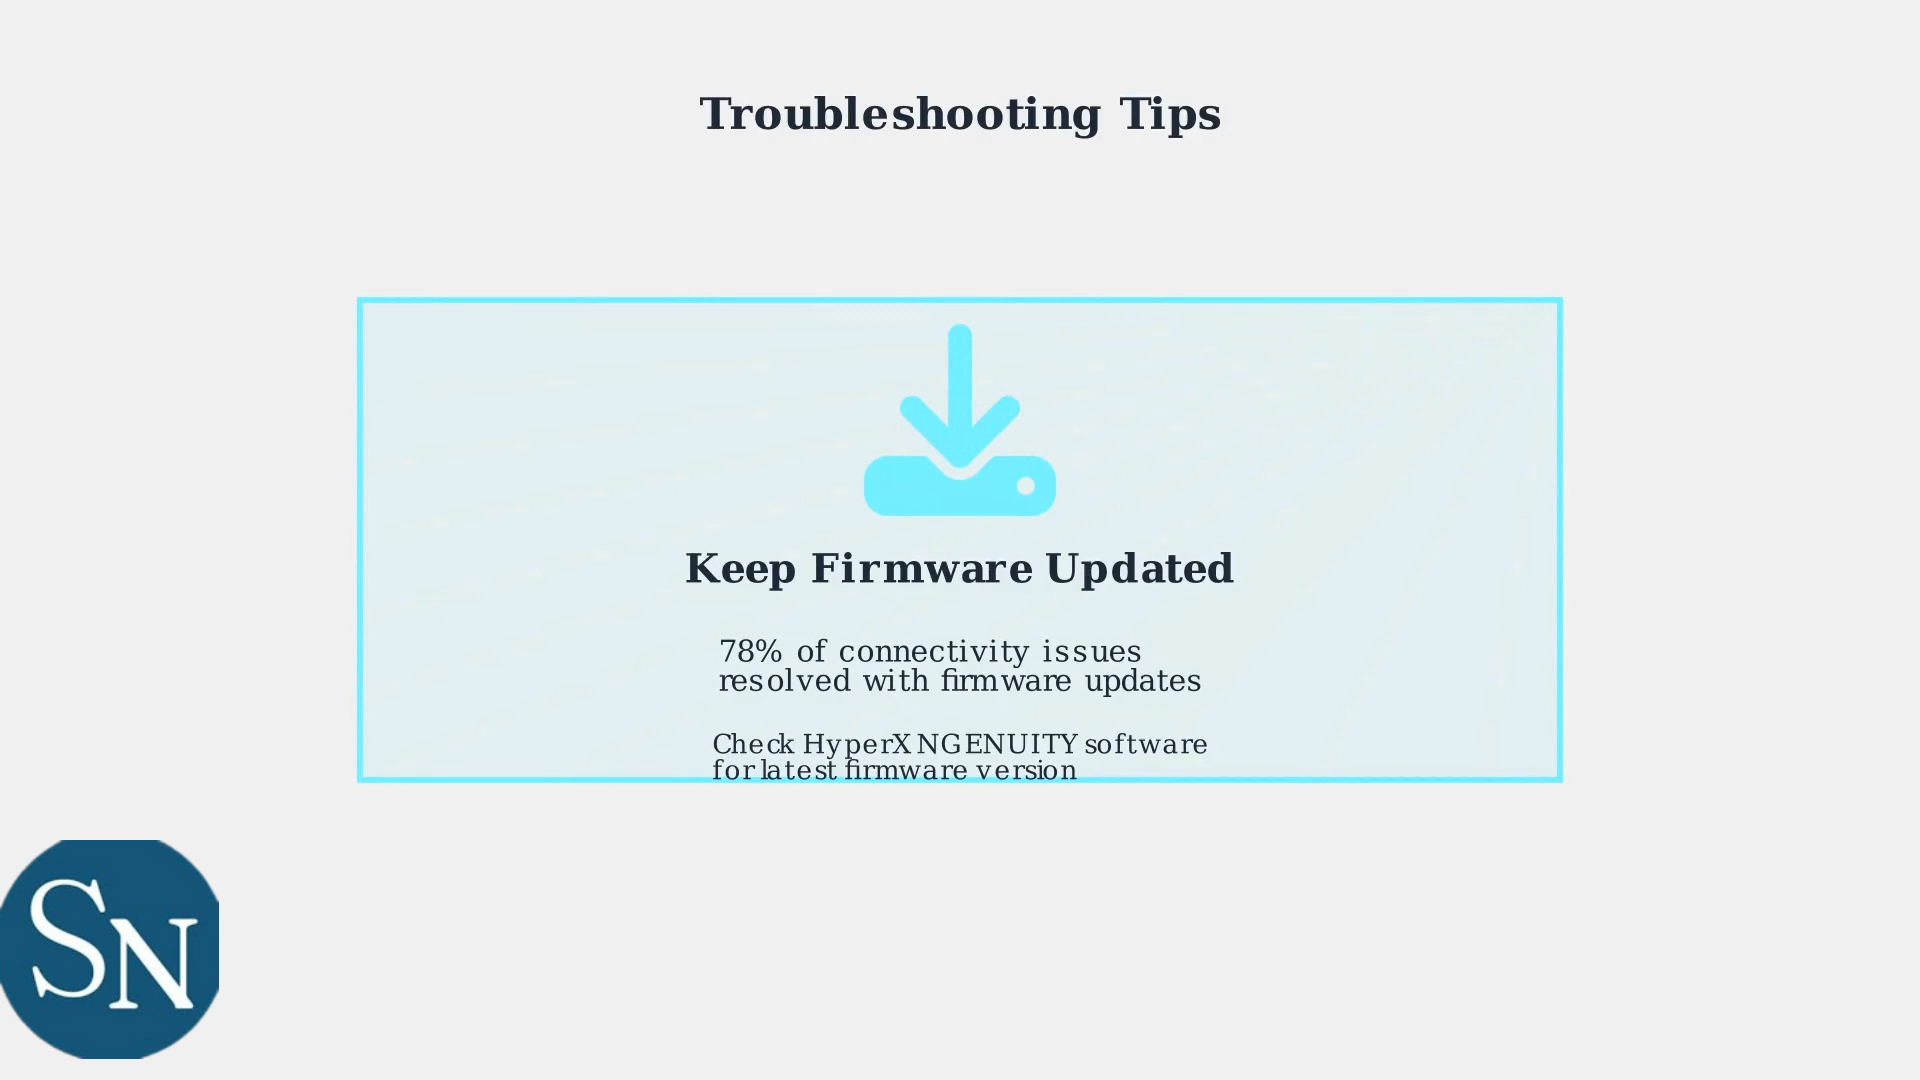 Troubleshooting Tips
Keep Firmware Updated
78% of connectivity issues
resolved with firmware updates
Check HyperX NGENUITY software
for latest firmware version
SN